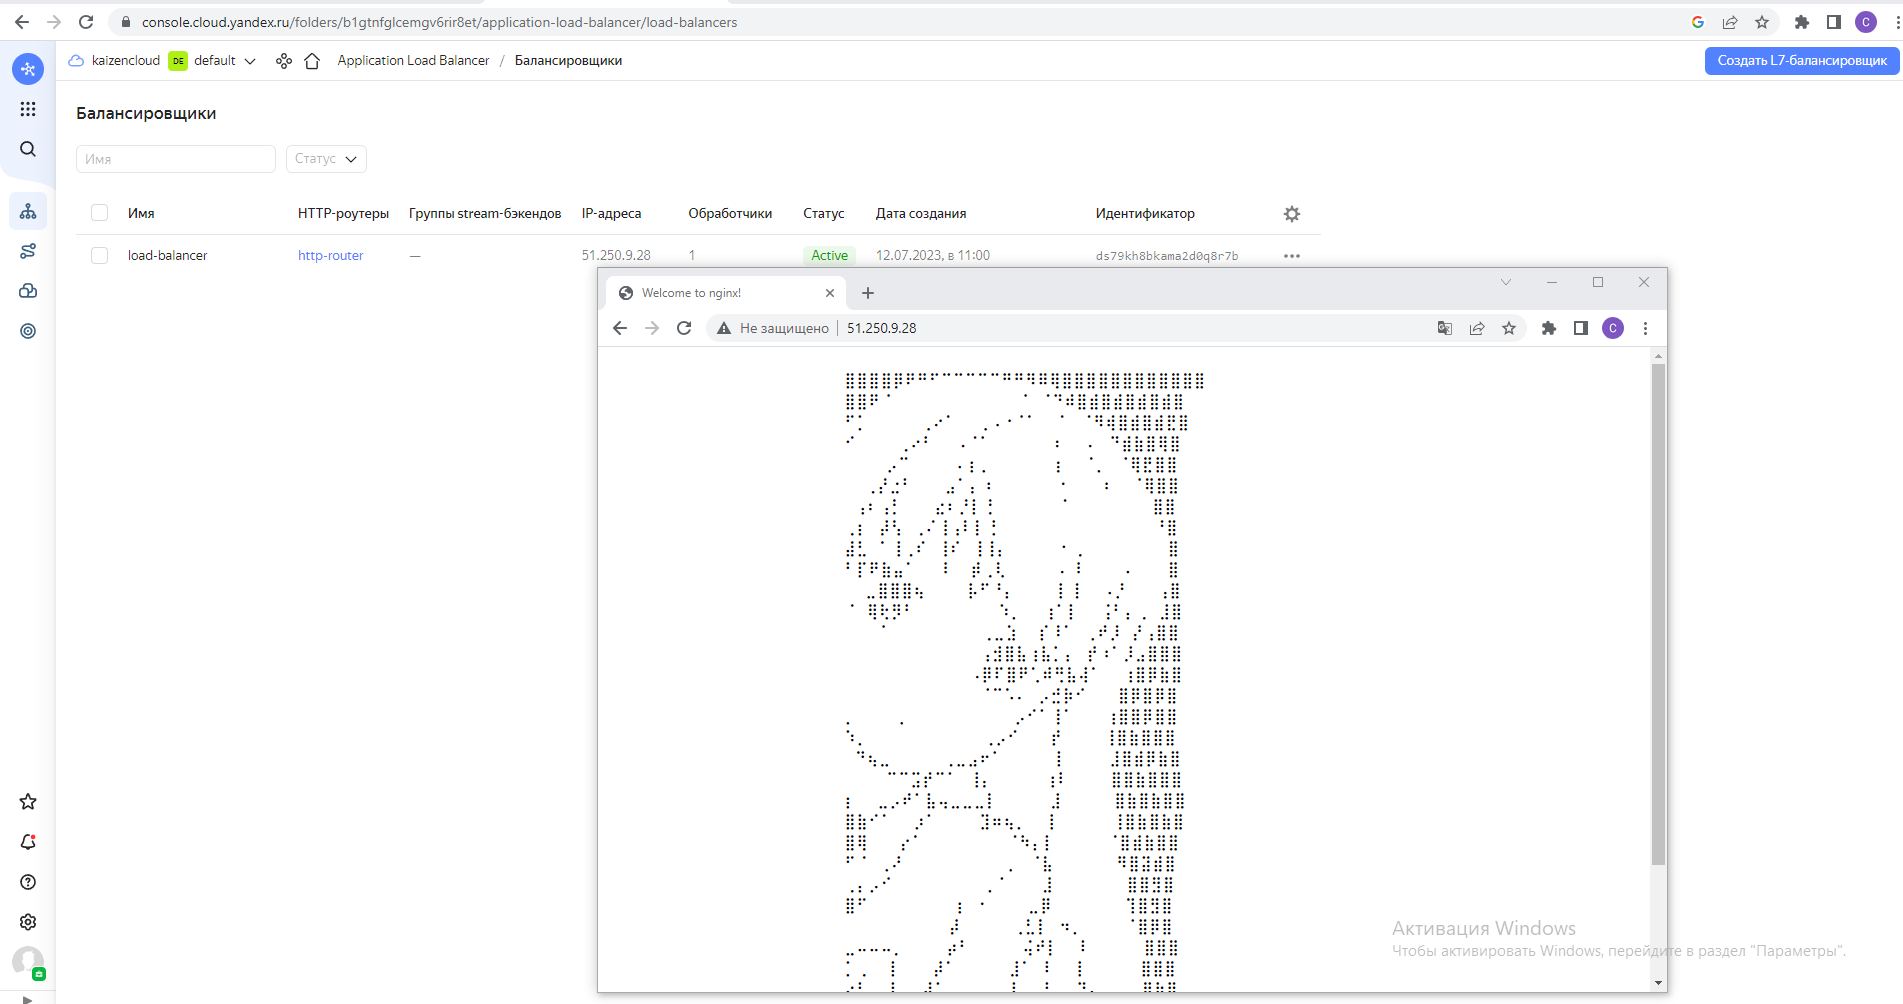 console.cloud.yandex.ru/folders/b1gtnfglcemgv6rir8et/application-load-balancer/load-balancers
C
kaizencloud DE default Application Load Balancer / Балансировщики
Создать L7-балансировщик
Балансировщики
Имя
Статус
Имя HTTP-роутеры Группы stream-бэкендов IP-адреса Обработчики Статус Дата создания Идентификатор
load-balancer http-router — 51.250.9.28 1 Active 12.07.2023, в 11:00 ds79kh8bkama2d0q8r7b
Welcome to nginx!
Не защищено 51.250.9.28
C
Активация Windows
Чтобы активировать Windows, перейдите в раздел "Параметры".